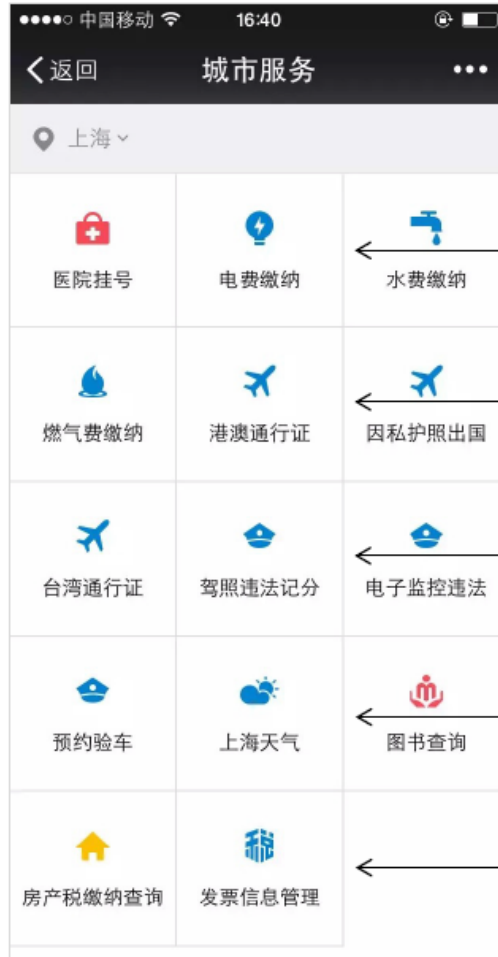 中国移动 16:40
返回 城市服务
上海
医院挂号 电费缴纳 水费缴纳
燃气费缴纳 港澳通行证 因私护照出国
台湾通行证 驾照违法记分 电子监控违法
预约验车 上海天气 图书查询
税
房产税缴纳查询 发票信息管理